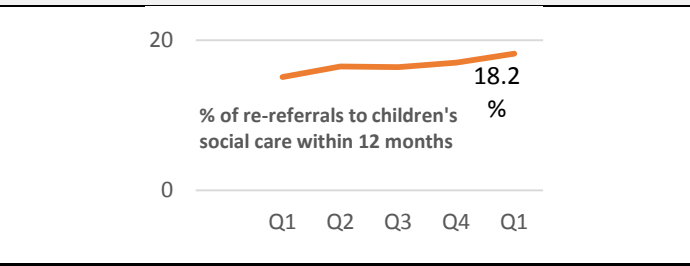 20
18.2
%
% of re-referrals to children's
social care within 12 months
0
Q1 Q2 Q3 Q4 Q1